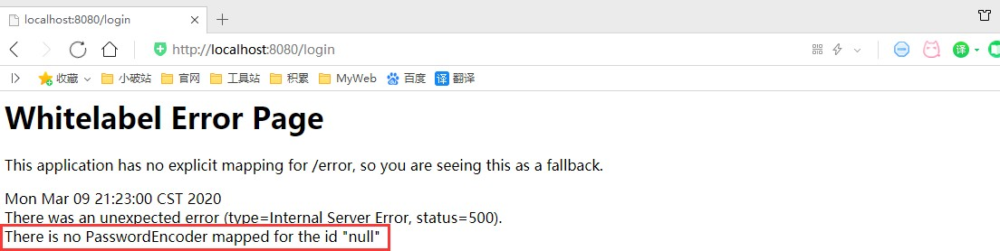 localhost:8080/login
http://localhost:8080/login
收藏 小破站 官网 工具站 积累 MyWeb 百度 译 翻译
译
Whitelabel Error Page
This application has no explicit mapping for /error, so you are seeing this as a fallback.
Mon Mar 09 21:23:00 CST 2020
There was an unexpected error (type=Internal Server Error, status=500).
There is no PasswordEncoder mapped for the id "null"